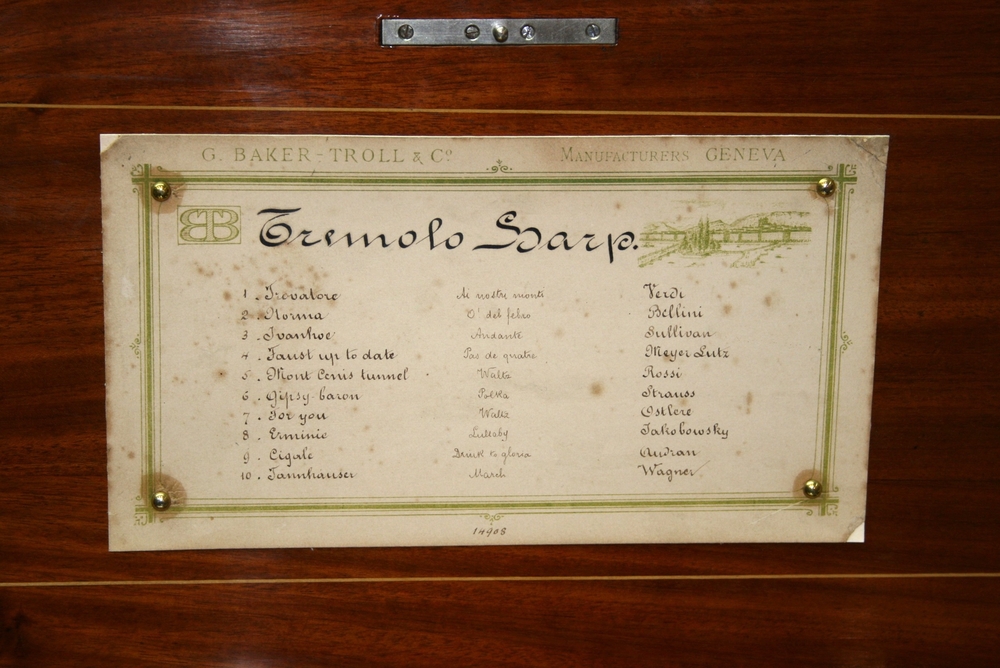 G. BAKER-TROLL & Cº MANUFACTURERS GENEVA
BTB
Tremolo Harp.
1 . Trovatore Ai nostri monti Verdi
2 . Norma O' del febro Bellini
3 . Ivanhoe Andante Sullivan
4 . Faust up to date Pas de quatre Meyer Lutz
5 . Mont Cenis tunnel Waltz Rossi
6 . Gipsy baron Polka Strauss
7 . For you Waltz Ostlere
8 . Erminie Lullaby Jakobowsky
9 . Cigale Drink to gloria Audran
10 . Tannhauser March Wagner
14908